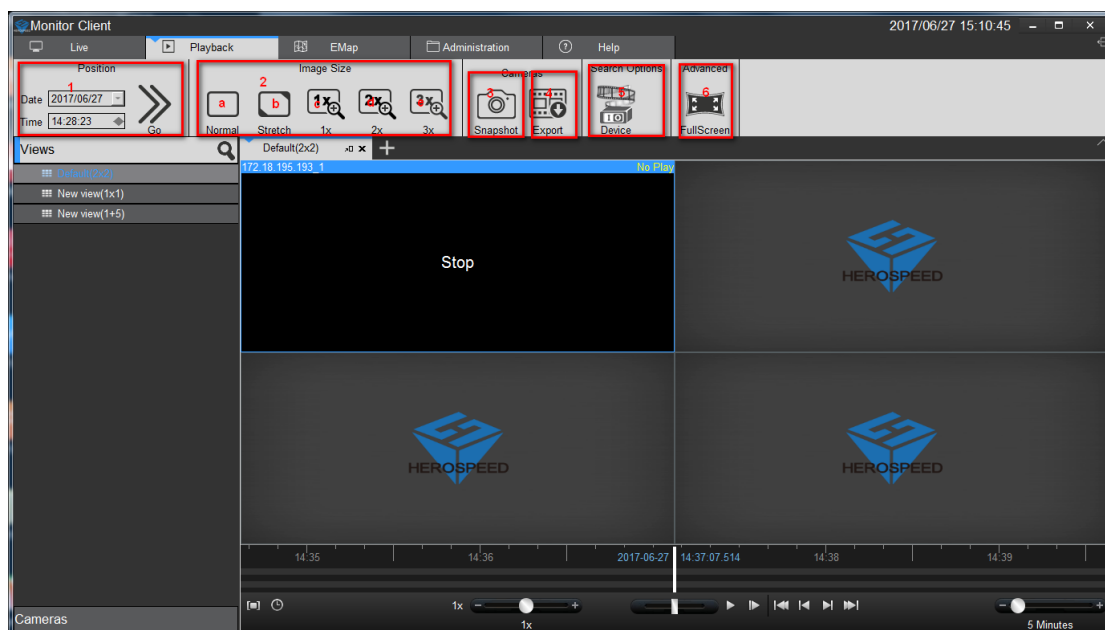 Monitor Client
2017/06/27 15:10:45
Live
Playback
EMap
Administration
Help
Position
Image Size
Cameras
Search Options
Advanced
1
2
3
4
5
6
Date 2017/06/27
Time 14:28:23
Go
a
b
1x
2x
3x
Normal
Stretch
1x
2x
3x
Snapshot
Export
Device
FullScreen
Views
Default(2x2)
Default(2x2)
New view(1x1)
New view(1+5)
172.18.195.193_1
No Play
Stop
HEROSPEED
HEROSPEED
HEROSPEED
14:35
14:36
2017-06-27 14:37:07.514
14:38
14:39
1x
1x
5 Minutes
Cameras